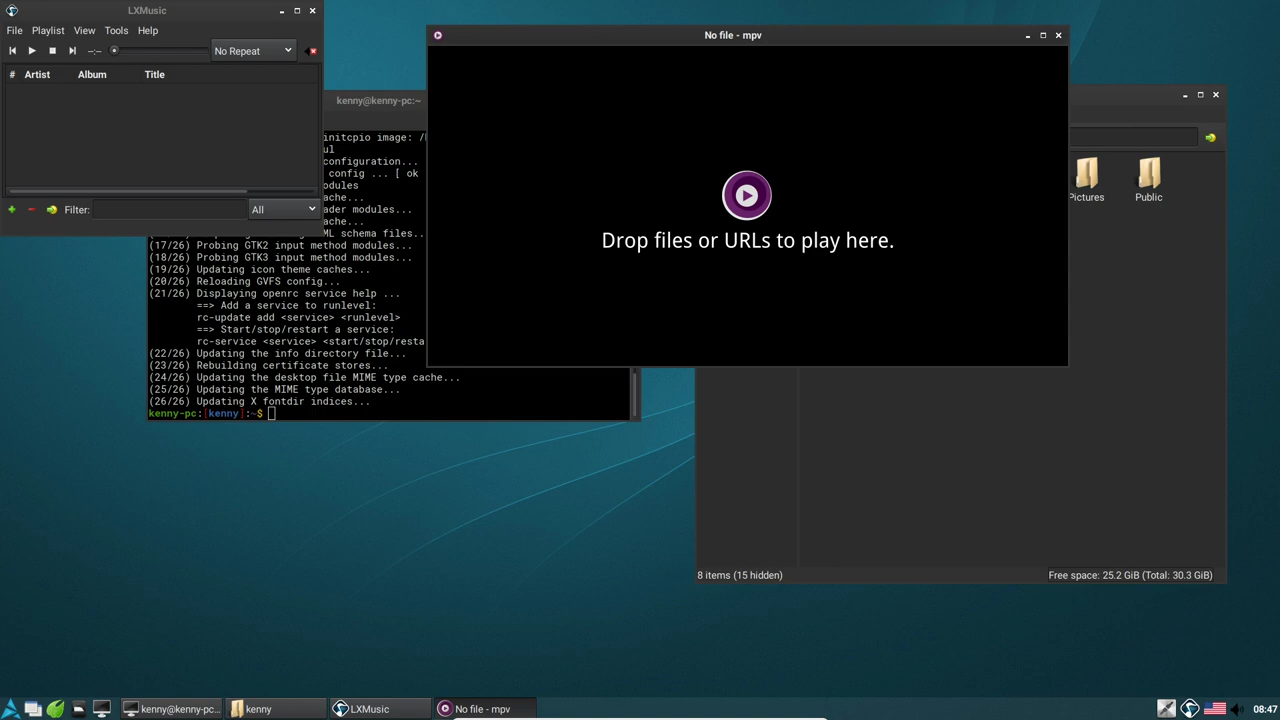 LXMusic
File Playlist View Tools Help
--:-- No Repeat
# Artist Album Title
Filter: All
kenny@kenny-pc:~
initcpio image: /
ul
configuration...
config ... [ ok
odules
ache...
ader modules...
ache...
ML schema files...
(17/26) Probing GTK2 input method modules...
(18/26) Probing GTK3 input method modules...
(19/26) Updating icon theme caches...
(20/26) Reloading GVFS config...
(21/26) Displaying openrc service help ...
==> Add a service to runlevel:
rc-update add <service> <runlevel>
==> Start/stop/restart a service:
rc-service <service> <start/stop/resta
(22/26) Updating the info directory file...
(23/26) Rebuilding certificate stores...
(24/26) Updating the desktop file MIME type cache...
(25/26) Updating the MIME type database...
(26/26) Updating X fontdir indices...
kenny-pc:[kenny]:~$
No file - mpv
Drop files or URLs to play here.
Pictures Public
8 items (15 hidden) Free space: 25.2 GiB (Total: 30.3 GiB)
kenny@kenny-pc... kenny LXMusic No file - mpv 08:47